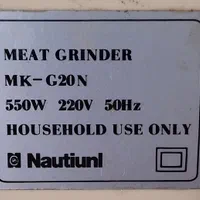 MEAT GRINDER
MK-G20N
550W 220V 50Hz
HOUSEHOLD USE ONLY
Nautiunl